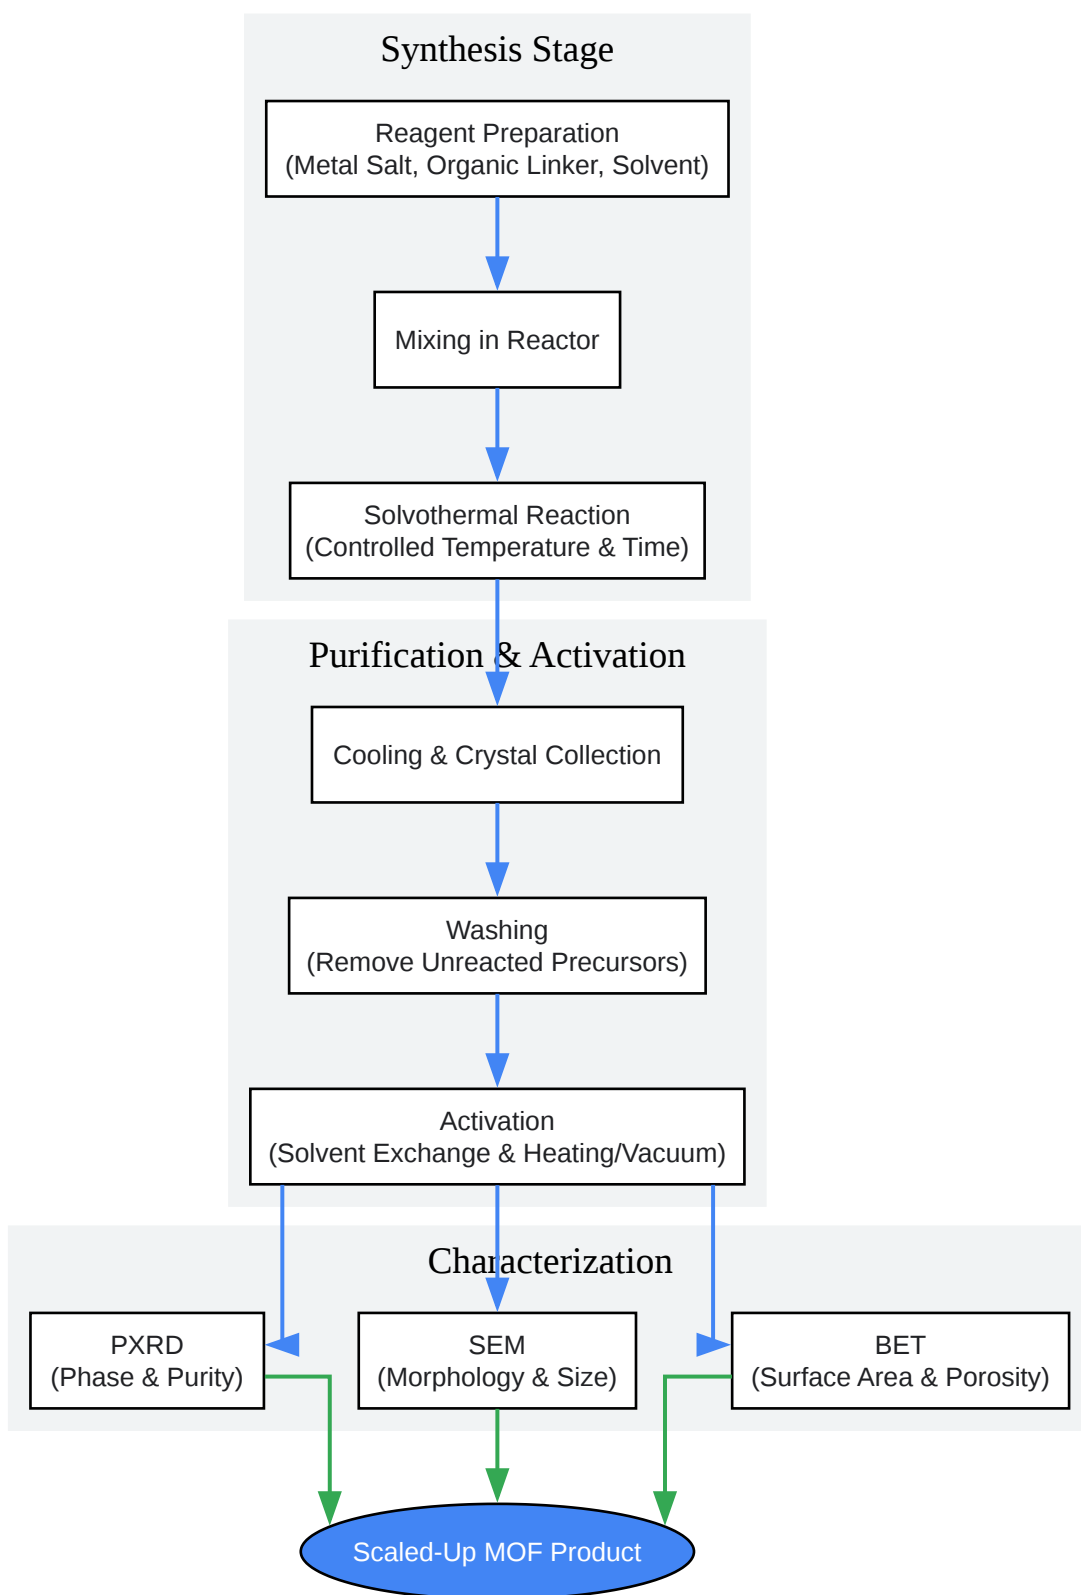 Synthesis Stage
Reagent Preparation
(Metal Salt, Organic Linker, Solvent)
Mixing in Reactor
Solvothermal Reaction
(Controlled Temperature & Time)
Purification & Activation
Cooling & Crystal Collection
Washing
(Remove Unreacted Precursors)
Activation
(Solvent Exchange & Heating/Vacuum)
Characterization
PXRD
(Phase & Purity)
SEM
(Morphology & Size)
BET
(Surface Area & Porosity)
Scaled-Up MOF Product